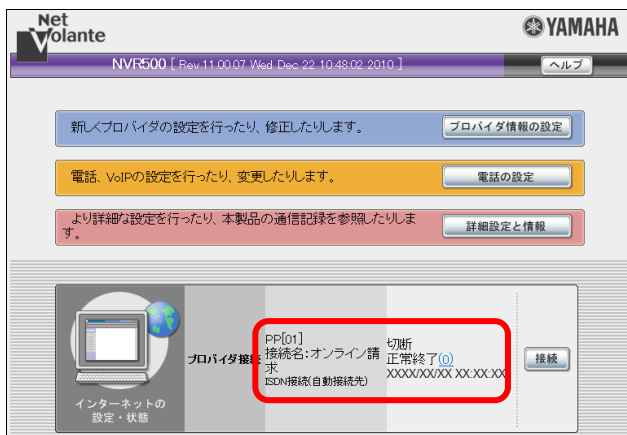 Net
Volante
YAMAHA
NVR500 [ Rev.11.00.07 Wed Dec 22 10:48:02 2010 ]
ヘルプ
新しくプロバイダの設定を行ったり、修正したりします。
プロバイダ情報の設定
電話、VoIPの設定を行ったり、変更したりします。
電話の設定
より詳細な設定を行ったり、本製品の通信記録を参照したりしま
す。
詳細設定と情報
インターネットの
設定・状態
プロバイダ接続
PP[01]
接続名:オンライン請
求
ISDN接続(自動接続先)
切断
正常終了(0)
XXXX/XX/XX XX:XX:XX
接続